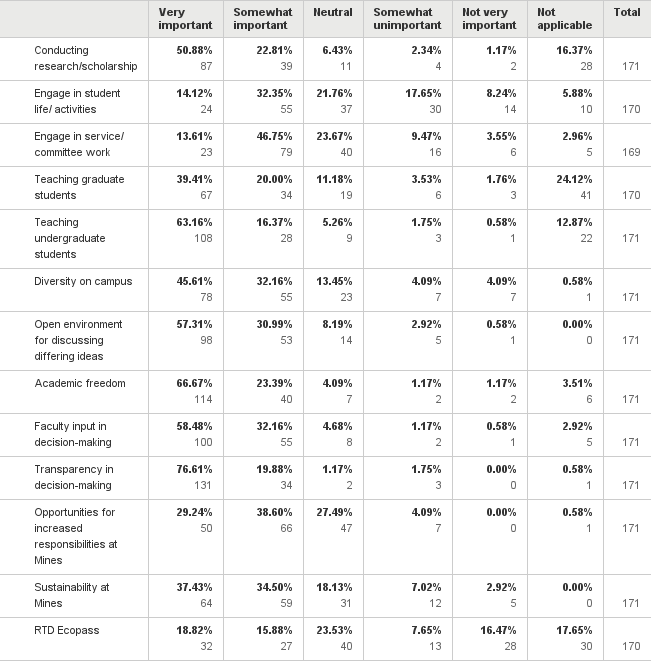 Very important Somewhat important Neutral Somewhat unimportant Not very important Not applicable Total
Conducting research/scholarship 50.88% 22.81% 6.43% 2.34% 1.17% 16.37%
87 39 11 4 2 28 171
Engage in student life/ activities 14.12% 32.35% 21.76% 17.65% 8.24% 5.88%
24 55 37 30 14 10 170
Engage in service/ committee work 13.61% 46.75% 23.67% 9.47% 3.55% 2.96%
23 79 40 16 6 5 169
Teaching graduate students 39.41% 20.00% 11.18% 3.53% 1.76% 24.12%
67 34 19 6 3 41 170
Teaching undergraduate students 63.16% 16.37% 5.26% 1.75% 0.58% 12.87%
108 28 9 3 1 22 171
Diversity on campus 45.61% 32.16% 13.45% 4.09% 4.09% 0.58%
78 55 23 7 7 1 171
Open environment for discussing differing ideas 57.31% 30.99% 8.19% 2.92% 0.58% 0.00%
98 53 14 5 1 0 171
Academic freedom 66.67% 23.39% 4.09% 1.17% 1.17% 3.51%
114 40 7 2 2 6 171
Faculty input in decision-making 58.48% 32.16% 4.68% 1.17% 0.58% 2.92%
100 55 8 2 1 5 171
Transparency in decision-making 76.61% 19.88% 1.17% 1.75% 0.00% 0.58%
131 34 2 3 0 1 171
Opportunities for increased responsibilities at Mines 29.24% 38.60% 27.49% 4.09% 0.00% 0.58%
50 66 47 7 0 1 171
Sustainability at Mines 37.43% 34.50% 18.13% 7.02% 2.92% 0.00%
64 59 31 12 5 0 171
RTD Ecopass 18.82% 15.88% 23.53% 7.65% 16.47% 17.65%
32 27 40 13 28 30 170